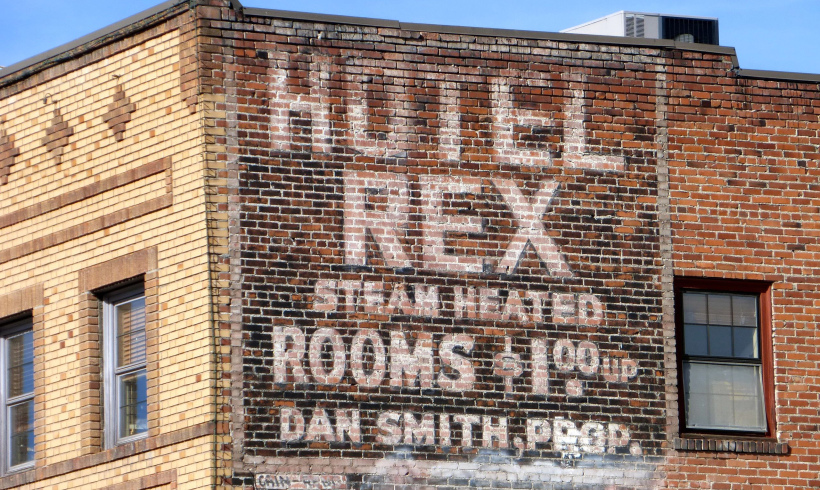 HOTEL
REX
STEAM HEATED
ROOMS $1.00 UP
DAN SMITH, PROP.